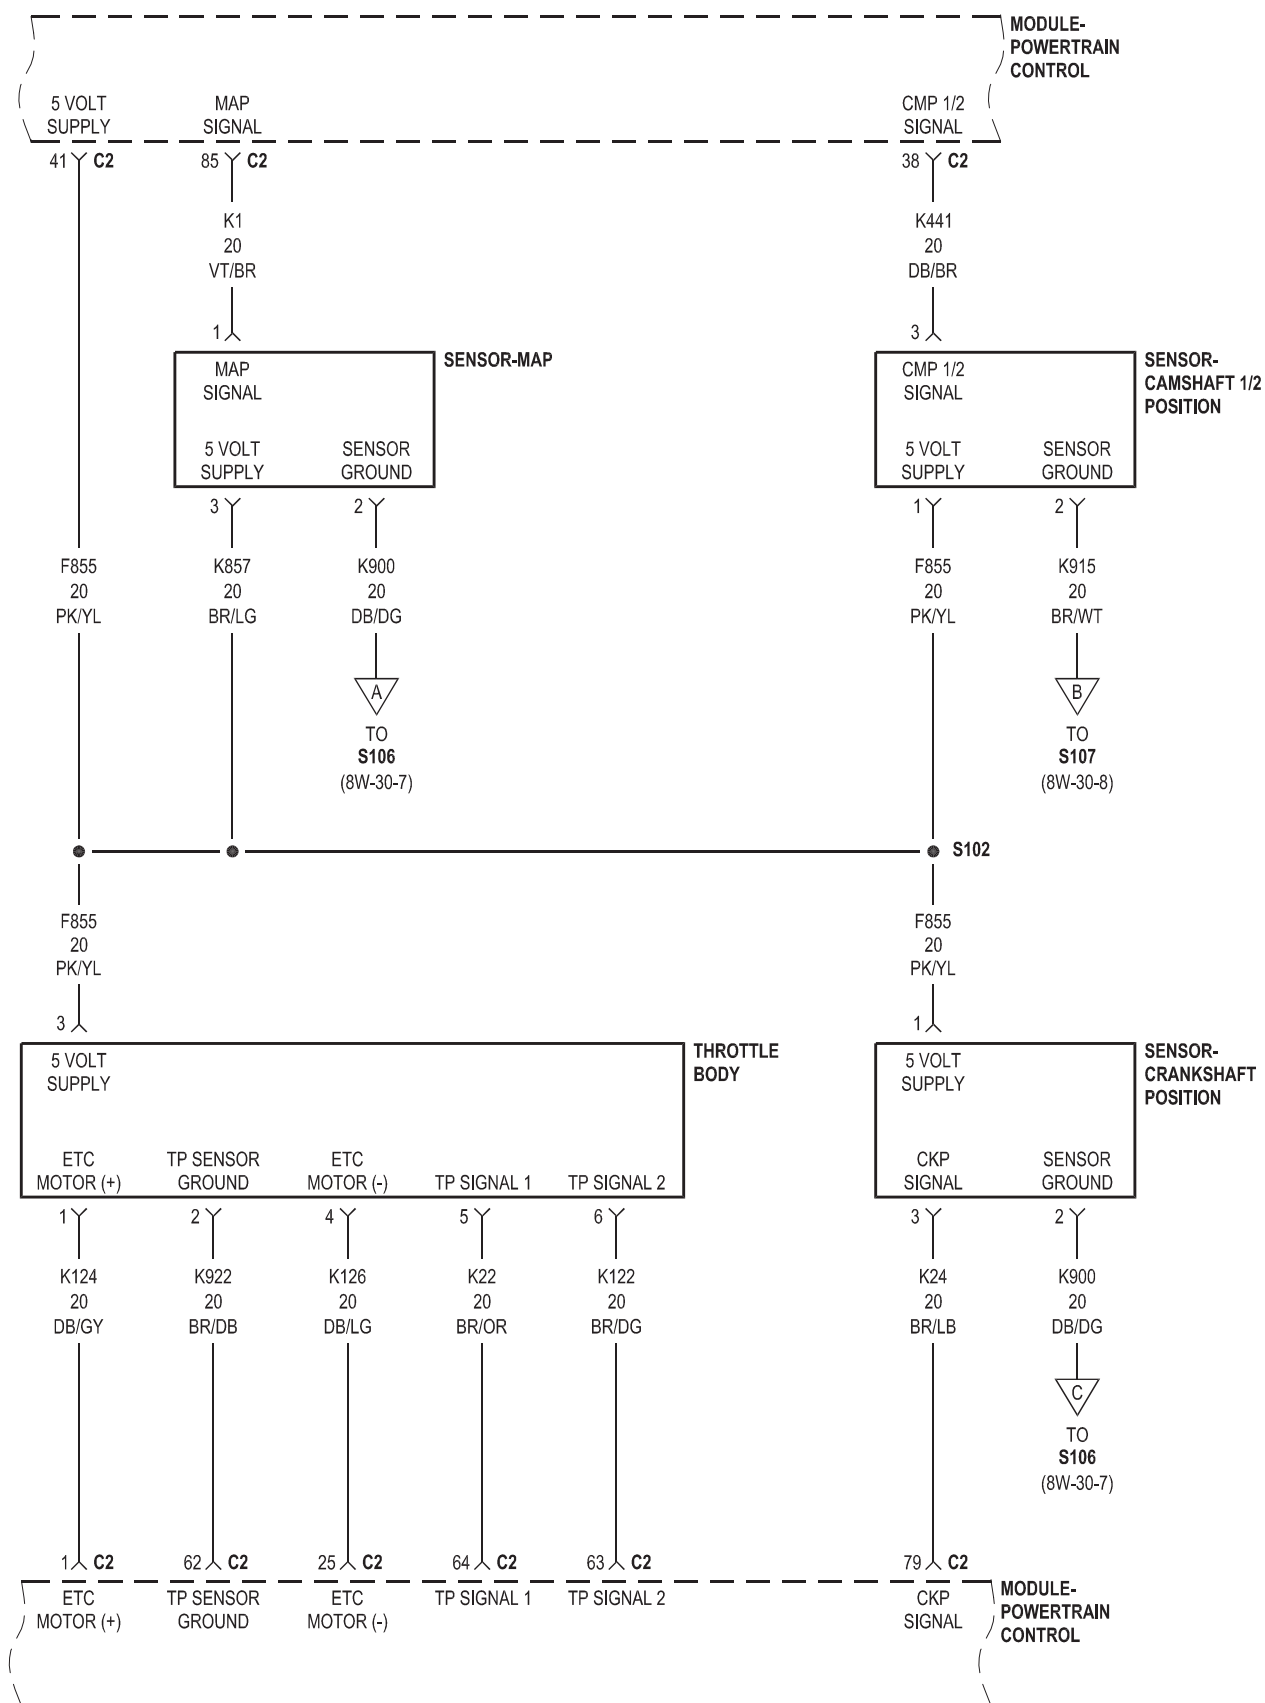 MODULE-
POWERTRAIN
CONTROL
5 VOLT
SUPPLY
MAP
SIGNAL
CMP 1/2
SIGNAL
41 C2
85 C2
38 C2
K1
20
VT/BR
K441
20
DB/BR
1
3
MAP
SIGNAL
5 VOLT
SUPPLY
SENSOR
GROUND
SENSOR-MAP
CMP 1/2
SIGNAL
5 VOLT
SUPPLY
SENSOR
GROUND
SENSOR-
CAMSHAFT 1/2
POSITION
3
2
1
2
F855
20
PK/YL
K857
20
BR/LG
K900
20
DB/DG
F855
20
PK/YL
K915
20
BR/WT
A
TO
S106
(8W-30-7)
B
TO
S107
(8W-30-8)
S102
F855
20
PK/YL
F855
20
PK/YL
3
1
5 VOLT
SUPPLY
THROTTLE
BODY
ETC
MOTOR (+)
TP SENSOR
GROUND
ETC
MOTOR (-)
TP SIGNAL 1
TP SIGNAL 2
5 VOLT
SUPPLY
SENSOR-
CRANKSHAFT
POSITION
CKP
SIGNAL
SENSOR
GROUND
1
2
4
5
6
3
2
K124
20
DB/GY
K922
20
BR/DB
K126
20
DB/LG
K22
20
BR/OR
K122
20
BR/DG
K24
20
BR/LB
K900
20
DB/DG
C
TO
S106
(8W-30-7)
1 C2
62 C2
25 C2
64 C2
63 C2
79 C2
ETC
MOTOR (+)
TP SENSOR
GROUND
ETC
MOTOR (-)
TP SIGNAL 1
TP SIGNAL 2
CKP
SIGNAL
MODULE-
POWERTRAIN
CONTROL